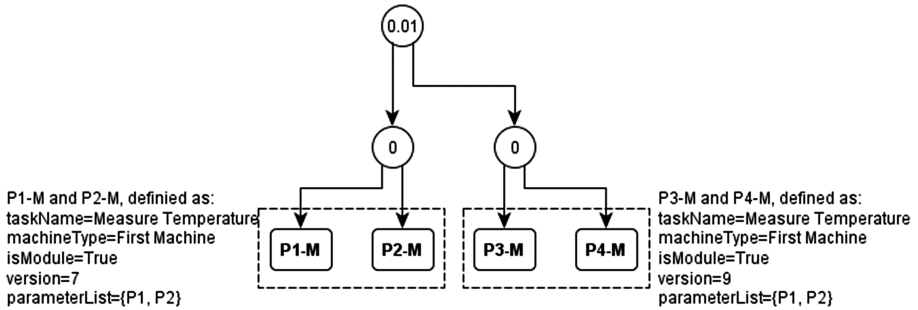 0.01
0
0
P1-M and P2-M, definied as:
taskName=Measure Temperature
machineType=First Machine
isModule=True
version=7
parameterList={P1, P2}
P1-M
P2-M
P3-M
P4-M
P3-M and P4-M, defined as:
taskName=Measure Temperature
machineType=First Machine
isModule=True
version=9
parameterList={P1, P2}